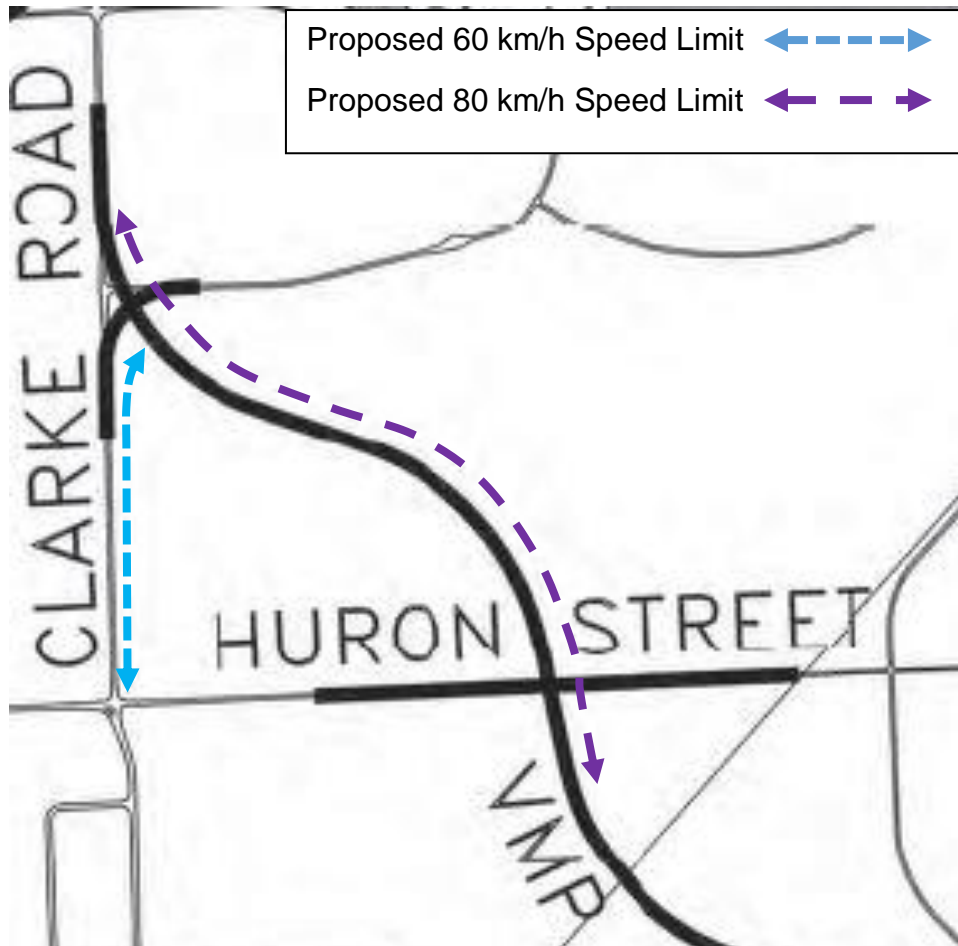 Proposed 60 km/h Speed Limit
Proposed 80 km/h Speed Limit
CLARKE ROAD
HURON STREET
VMP